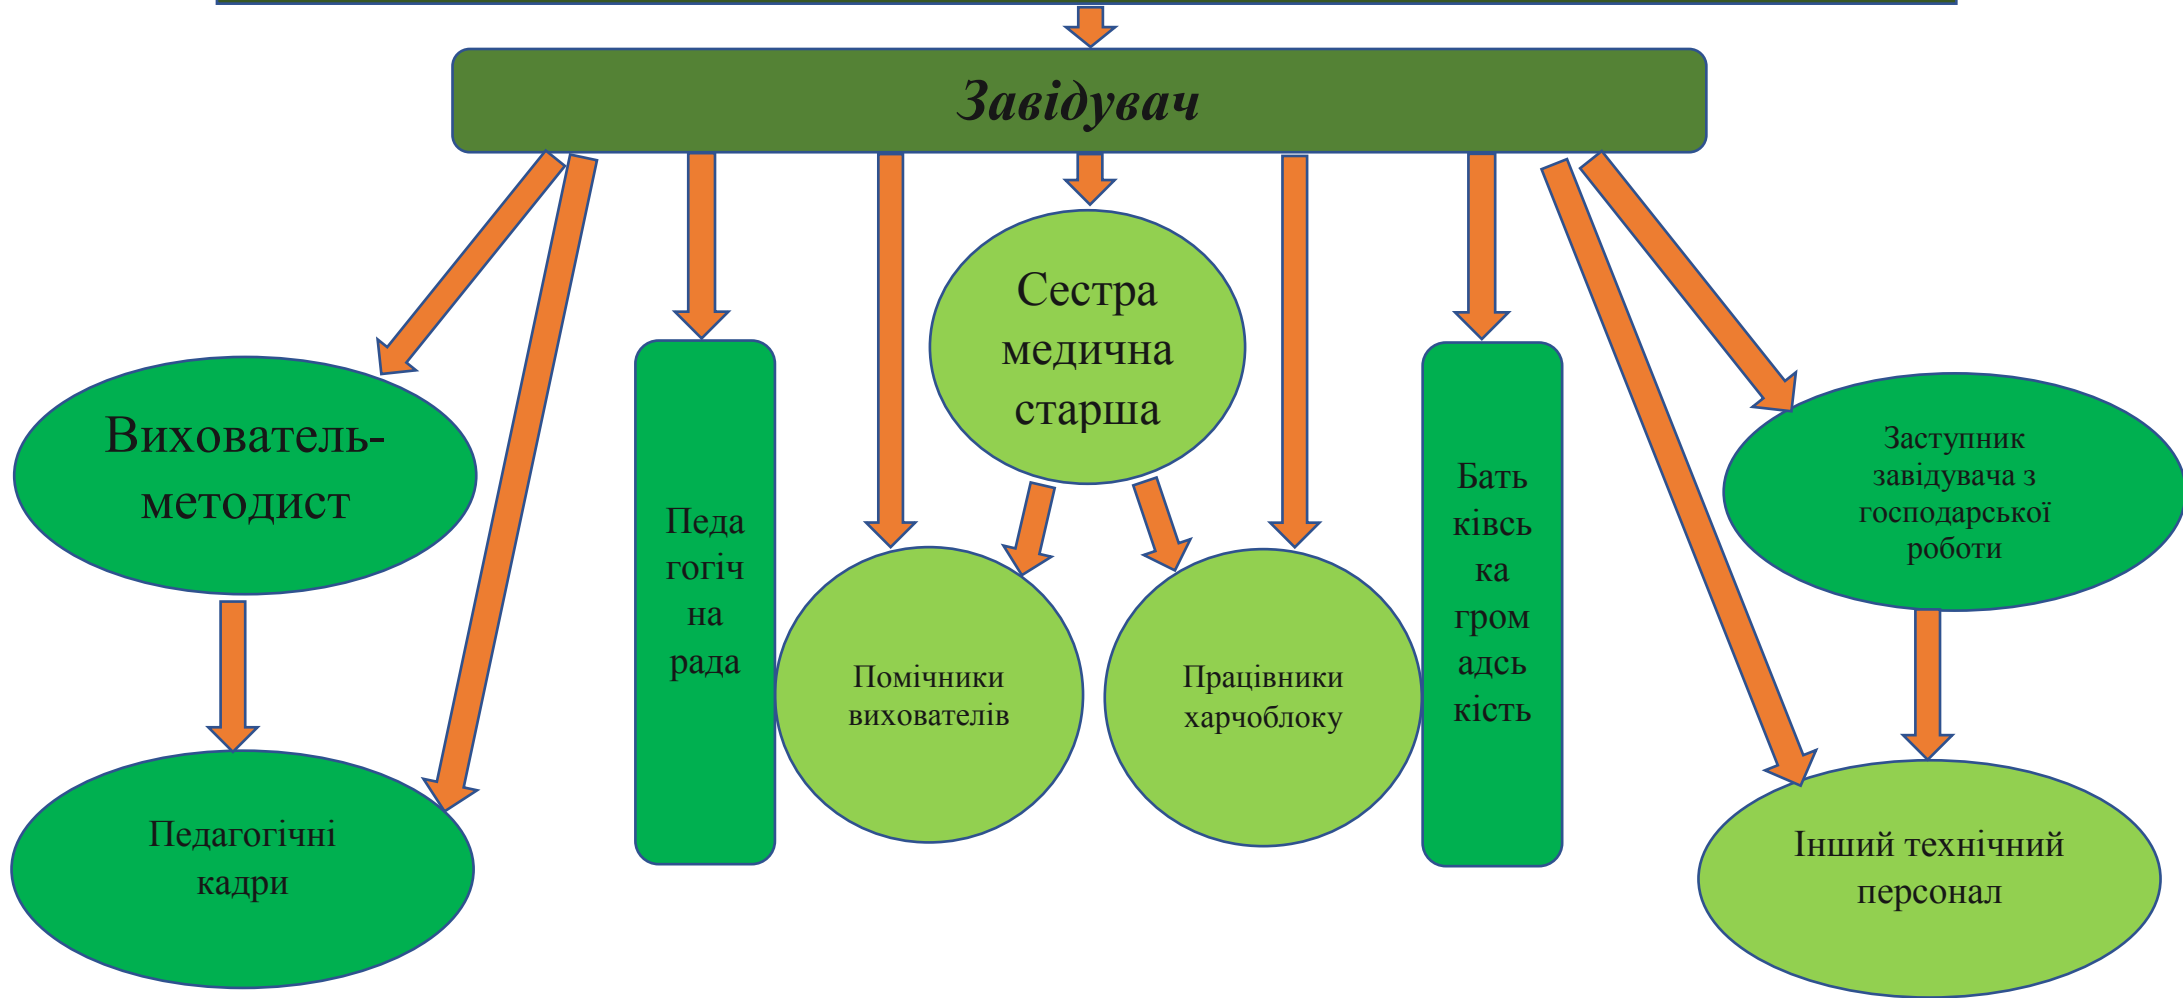 Завідувач
Сестра
медична
старша
Вихователь-
методист
Педа
гогіч
на
рада
Бать
ківсь
ка
гром
адсь
кість
Заступник
завідувача з
господарської
роботи
Помічники
вихователів
Працівники
харчоблоку
Педагогічні
кадри
Інший технічний
персонал